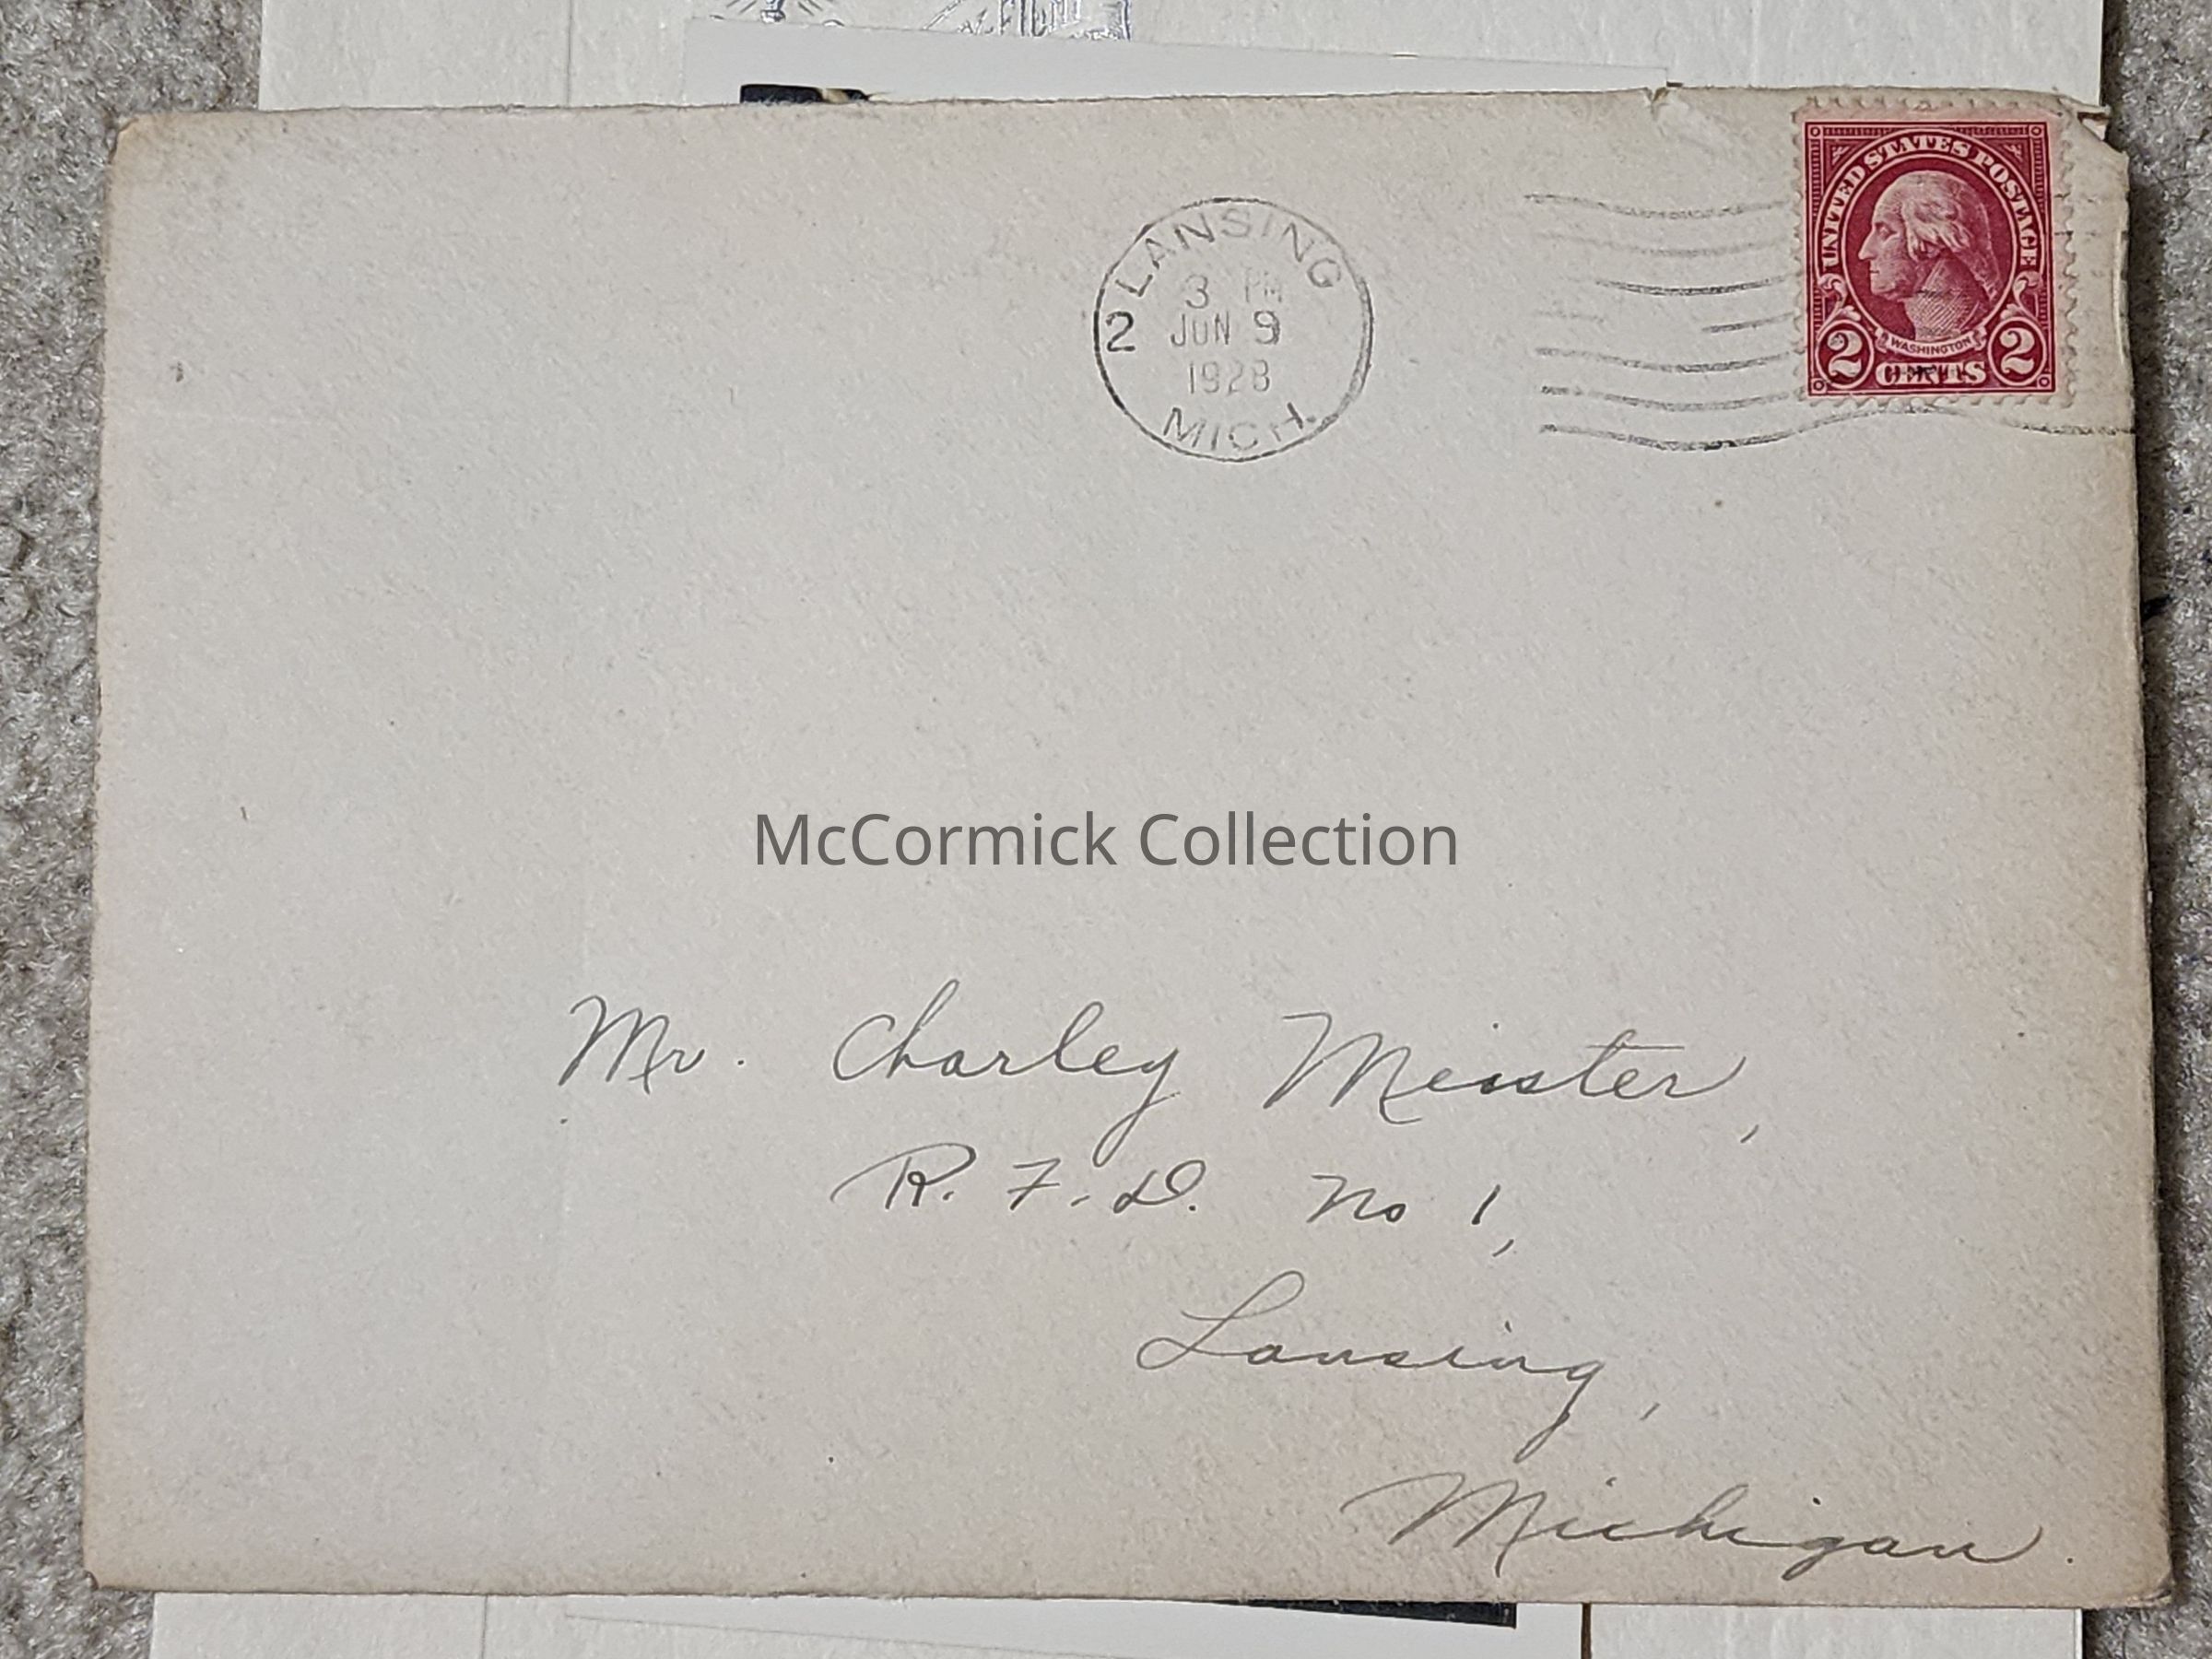 LANSING
3 PM
2 JUN 9
1928
MICH.
UNITED STATES POSTAGE
WASHINGTON
2 CENTS 2
McCormick Collection
Mr. Charley Meister,
R. F. D. No 1,
Lansing,
Michigan.